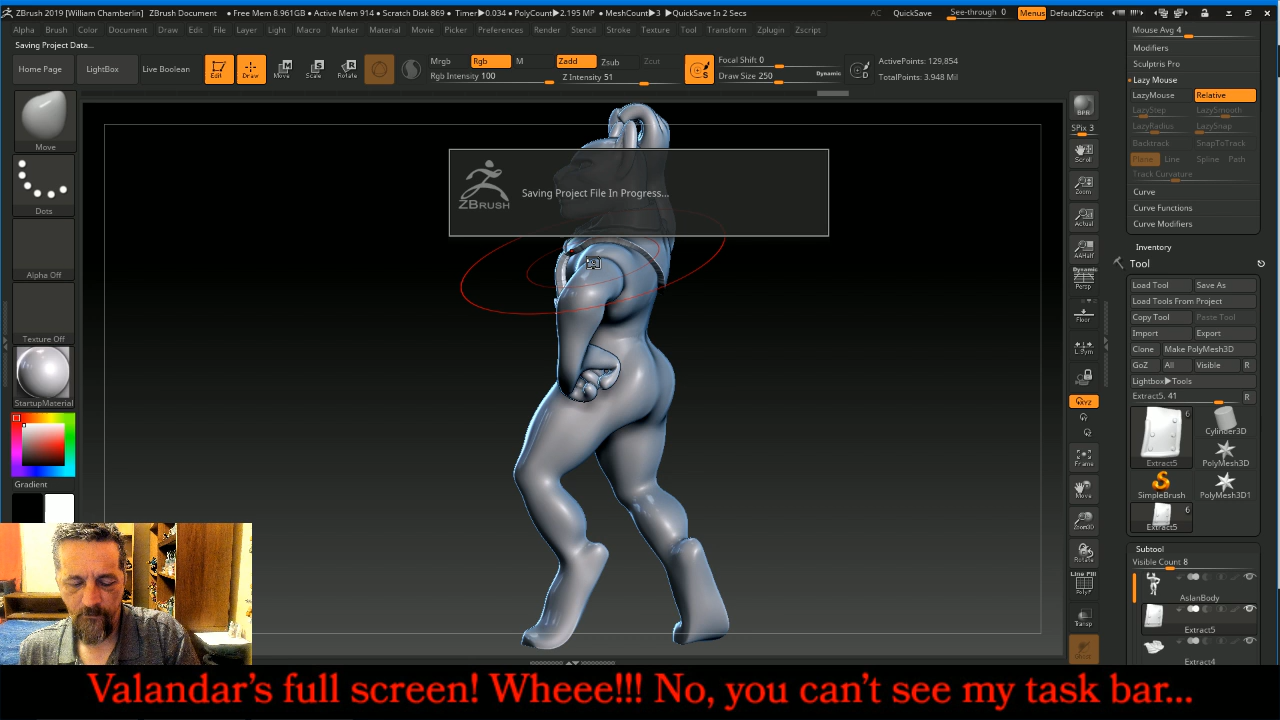 ZBrush 2019 [William Chamberlin] ZBrush Document • Free Mem 8.961GB • Active Mem 914 • Scratch Disk 869 • Timer▶0.034 • PolyCount▶2.195 MP • MeshCount▶3 ▶QuickSave In 2 Secs AC QuickSave See-through 0 Menus DefaultZScript
Alpha Brush Color Document Draw Edit File Layer Light Macro Marker Material Movie Picker Preferences Render Stencil Stroke Texture Tool Transform Zplugin Zscript
Saving Project Data...
Home Page LightBox Live Boolean Edit Draw Move Scale Rotate
Mrgb Rgb M Zadd Zsub Zcut
Rgb Intensity 100 Z Intensity 51
Focal Shift 0
Draw Size 250 Dynamic
ActivePoints: 129,854
TotalPoints: 3.948 Mil
Move
Dots
Alpha Off
Texture Off
StartupMaterial
Gradient
ZBRUSH
Saving Project File In Progress...
BPR
SPix 3
Scroll
Zoom
Actual
AAHalf
Dynamic
Persp
Floor
L.Sym
XYZ
Frame
Move
Zoom3D
Rotate
Line Fill
PolyF
Transp
Mouse Avg 4
Modifiers
Sculptris Pro
Lazy Mouse
LazyMouse Relative
LazyStep LazySmooth
LazyRadius LazySnap
Backtrack SnapToTrack
Plane Line Spline Path
Track Curvature
Curve
Curve Functions
Curve Modifiers
Inventory
Tool
Load Tool Save As
Load Tools From Project
Copy Tool Paste Tool
Import Export
Clone Make PolyMesh3D
GoZ All Visible R
Lightbox▶Tools
Extract5. 41 R
6
Extract5
Cylinder3D
PolyMesh3D
SimpleBrush PolyMesh3D1
6
Extract5
Subtool
Visible Count 8
AslanBody
Extract5
Extract4
Valandar's full screen! Wheee!!! No, you can't see my task bar...